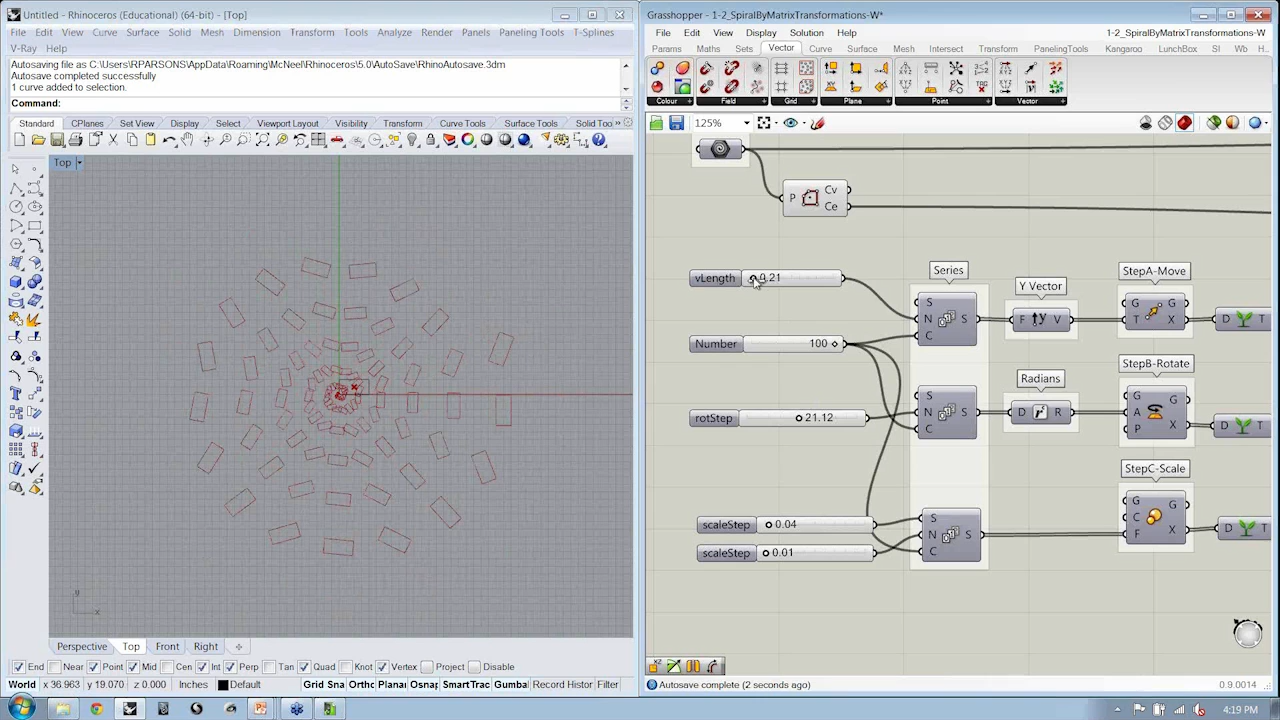 Untitled - Rhinoceros (Educational) (64-bit) - [Top]
File Edit View Curve Surface Solid Mesh Dimension Transform Tools Analyze Render Panels Paneling Tools T-Splines
V-Ray Help
Autosaving file as C:\Users\RPARSONS\AppData\Roaming\McNeel\Rhinoceros\5.0\AutoSave\RhinoAutosave.3dm
Autosave completed successfully
1 curve added to selection.
Command:
Standard CPlanes Set View Display Select Viewport Layout Visibility Transform Curve Tools Surface Tools Solid Too
Top
y
x
Perspective Top Front Right
End Near Point Mid Cen Int Perp Tan Quad Knot Vertex Project Disable
World x 36.963 y 19.070 z 0.000 Inches Default Grid Sna Ortho Planar Osnap SmartTrac Gumba Record Histor Filter
Grasshopper - 1-2_SpiralByMatrixTransformations-W*
File Edit View Display Solution Help 1-2_SpiralByMatrixTransformations-W
Params Maths Sets Vector Curve Surface Mesh Intersect Transform PanelingTools Kangaroo LunchBox SI Wb H
Colour Field Grid Plane Point Vector
125%
P Cv
Ce
vLength 0.21
Number 100
rotStep 21.12
scaleStep 0.04
scaleStep 0.01
Series
S
N S
C
S
N S
C
S
N S
C
Y Vector
F y V
Radians
D r R
StepA-Move
G G
T X
D T
StepB-Rotate
G G
A
P X
D T
StepC-Scale
G G
C
F X
D T
Autosave complete (2 seconds ago) 0.9.0014
4:19 PM